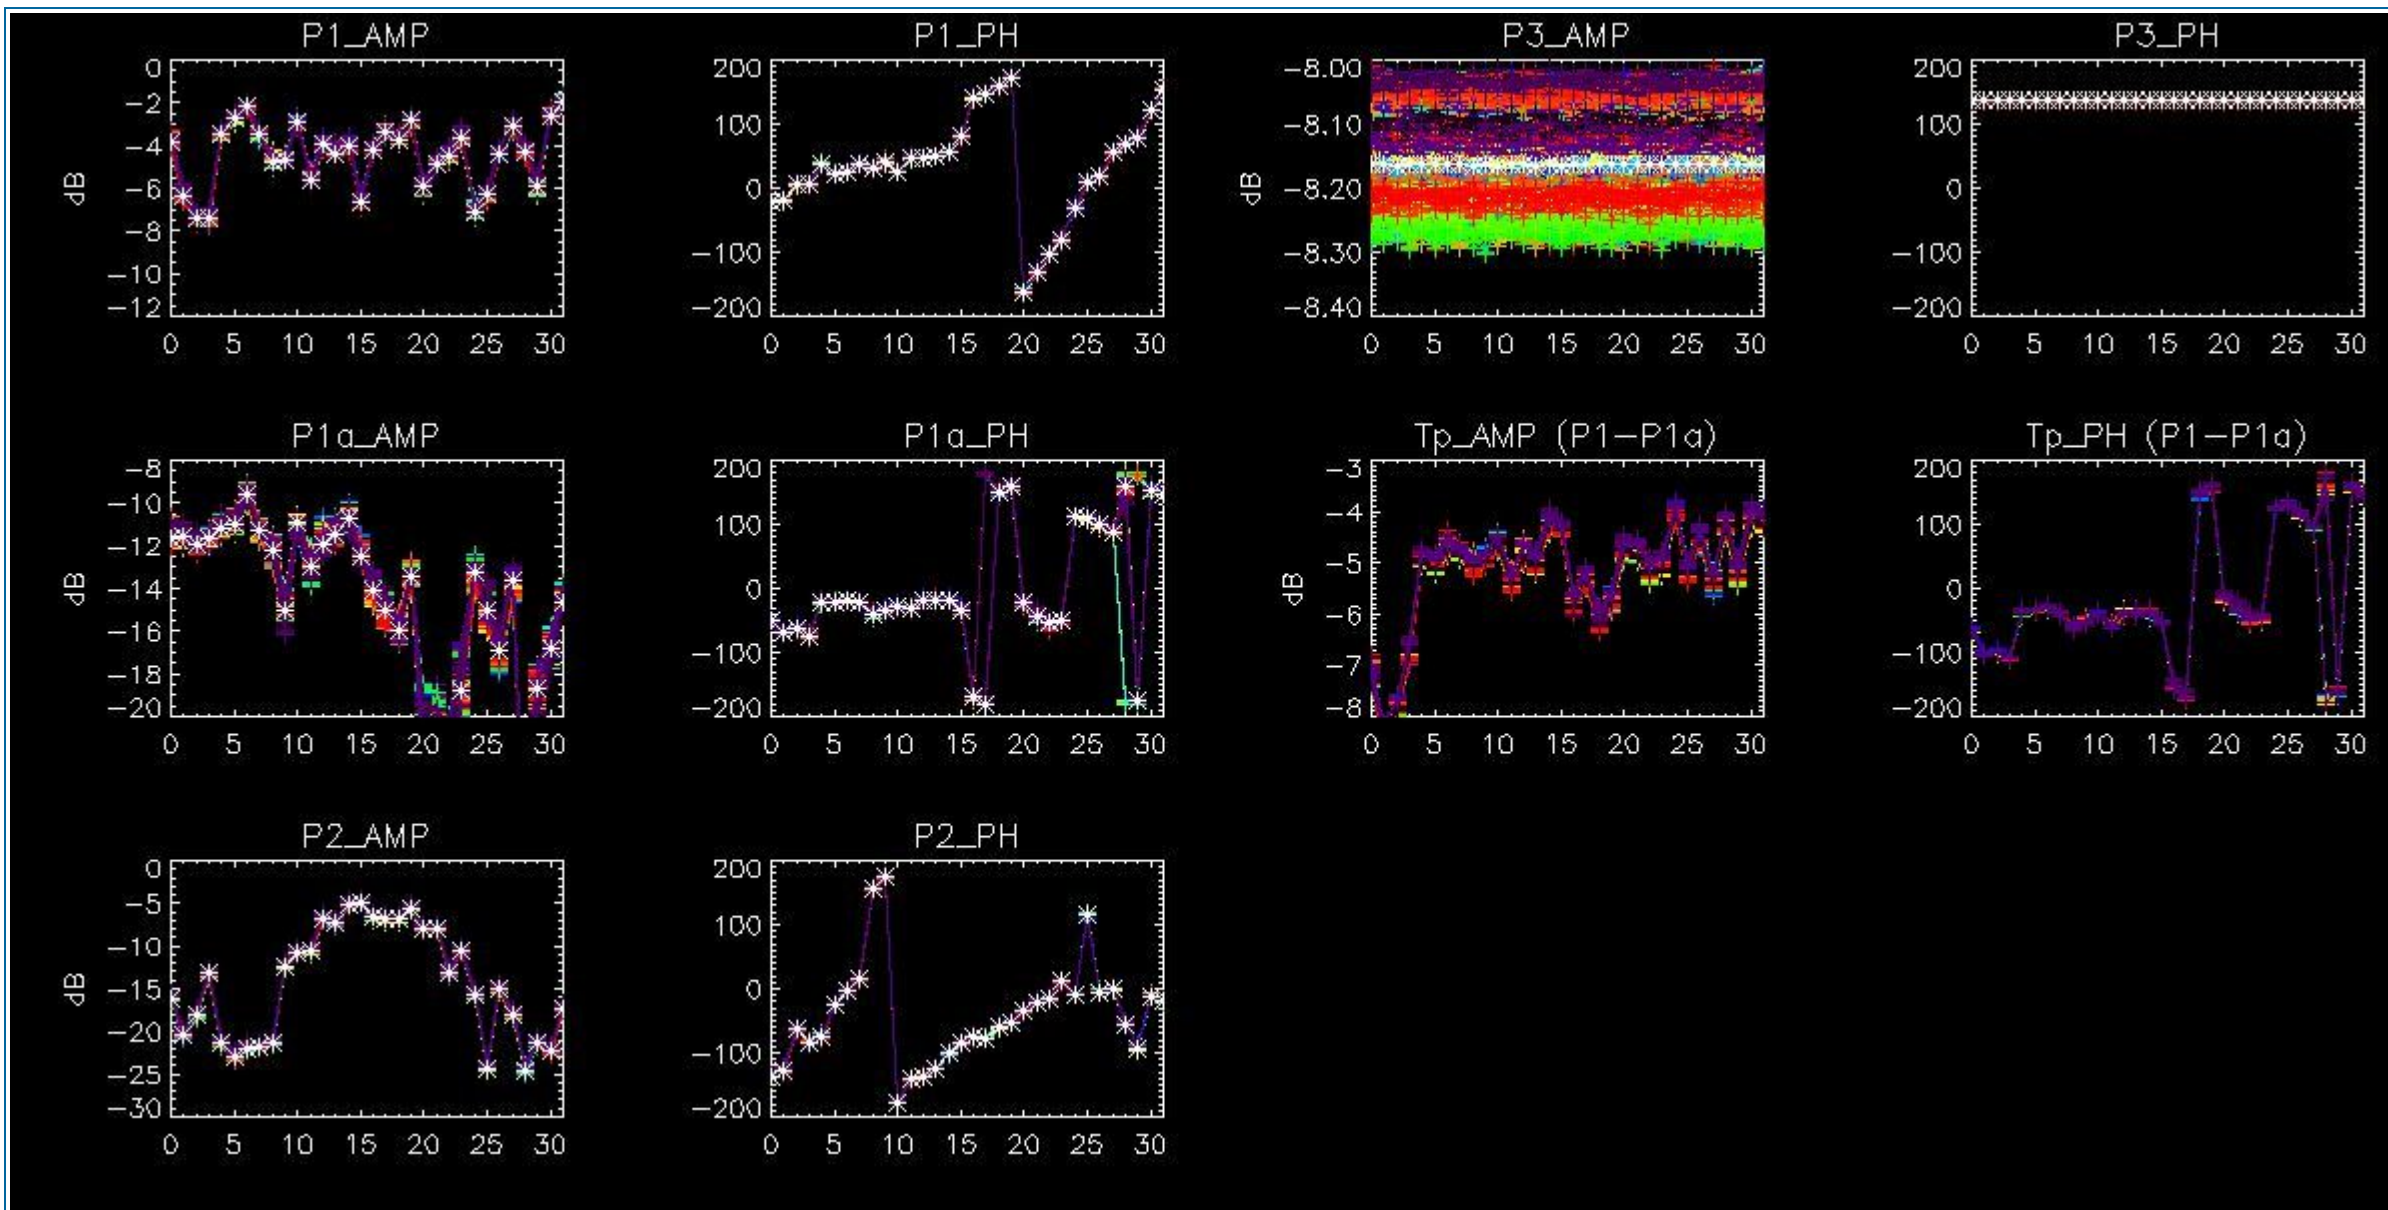 P1_AMP
P1_PH
P3_AMP
P3_PH
0
−2
−4
−6
−8
−10
−12
dB
0 5 10 15 20 25 30
200
100
0
−100
−200
0 5 10 15 20 25 30
−8.00
−8.10
−8.20
−8.30
−8.40
dB
0 5 10 15 20 25 30
200
100
0
−100
−200
0 5 10 15 20 25 30
P1a_AMP
P1a_PH
Tp_AMP (P1−P1a)
Tp_PH (P1−P1a)
−8
−10
−12
−14
−16
−18
−20
dB
0 5 10 15 20 25 30
200
100
0
−100
−200
0 5 10 15 20 25 30
−3
−4
−5
−6
−7
−8
dB
0 5 10 15 20 25 30
200
100
0
−100
−200
0 5 10 15 20 25 30
P2_AMP
P2_PH
0
−5
−10
−15
−20
−25
−30
dB
0 5 10 15 20 25 30
200
100
0
−100
−200
0 5 10 15 20 25 30